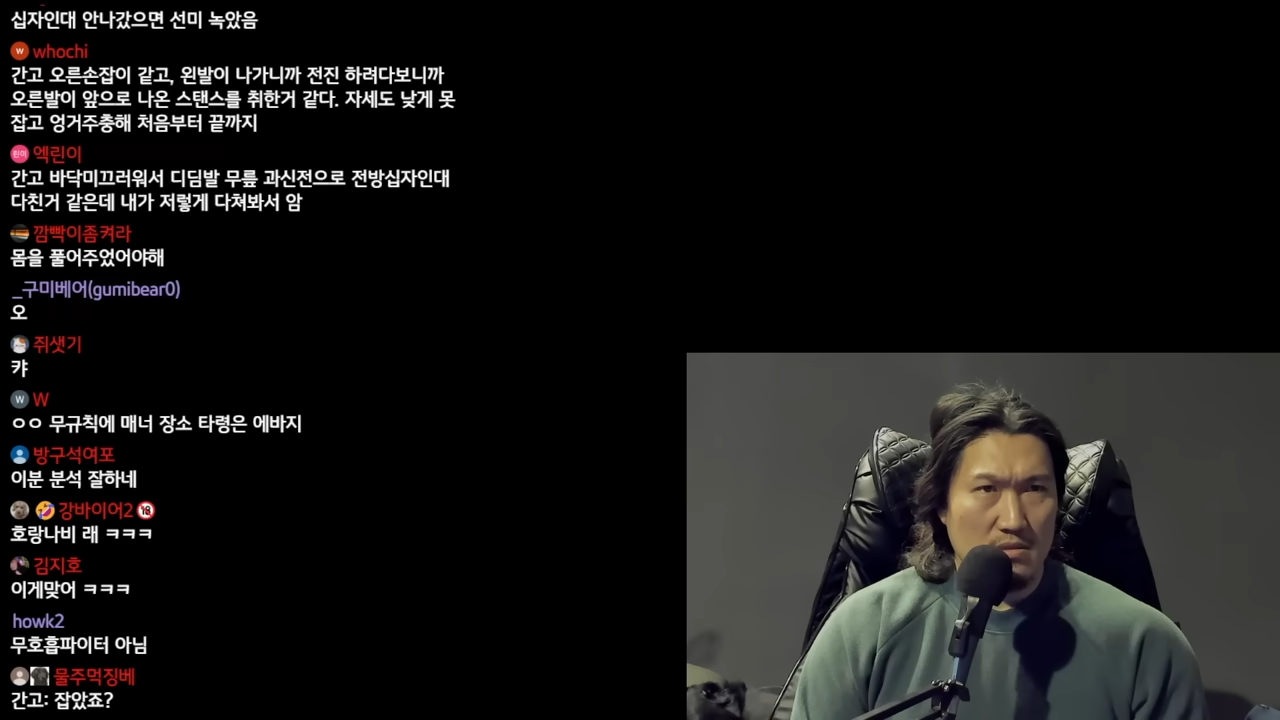 십자인대 안나갔으면 선미 녹았음
W whochi
간고 오른손잡이 같고, 왼발이 나가니까 전진 하려다보니까
오른발이 앞으로 나온 스탠스를 취한거 같다. 자세도 낮게 못
잡고 엉거주춤해 처음부터 끝까지
린이 엑린이
간고 바닥미끄러워서 디딤발 무릎 과신전으로 전방십자인대
다친거 같은데 내가 저렇게 다쳐봐서 암
깜빡이좀켜라
몸을 풀어주었어야해
_구미베어(gumibear0)
오
쥐샛기
캬
W W
ㅇㅇ 무규칙에 매너 장소 타령은 에바지
방구석여포
이분 분석 잘하네
강바이어2 19
호랑나비 래 ㅋㅋㅋ
김지호
이게맞어 ㅋㅋㅋ
howk2
무호흡파이터 아님
물주먹징베
간고: 잡았죠?